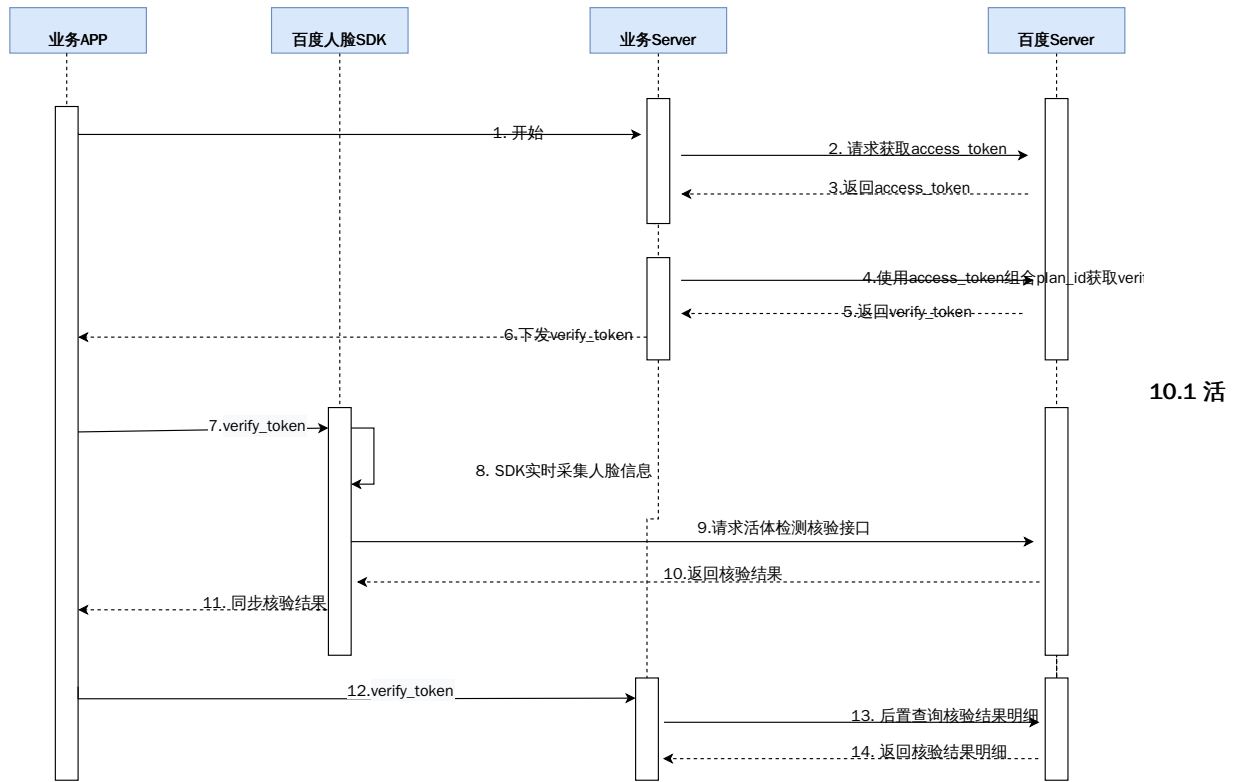 业务APP
百度人脸SDK
业务Server
百度Server
1. 开始
2. 请求获取access_token
3.返回access_token
4.使用access_token组合plan_id获取veri
5.返回verify_token
6.下发verify_token
10.1 活
7.verify_token
8. SDK实时采集人脸信息
9.请求活体检测核验接口
10.返回核验结果
11. 同步核验结果
12.verify_token
13. 后置查询核验结果明细
14. 返回核验结果明细